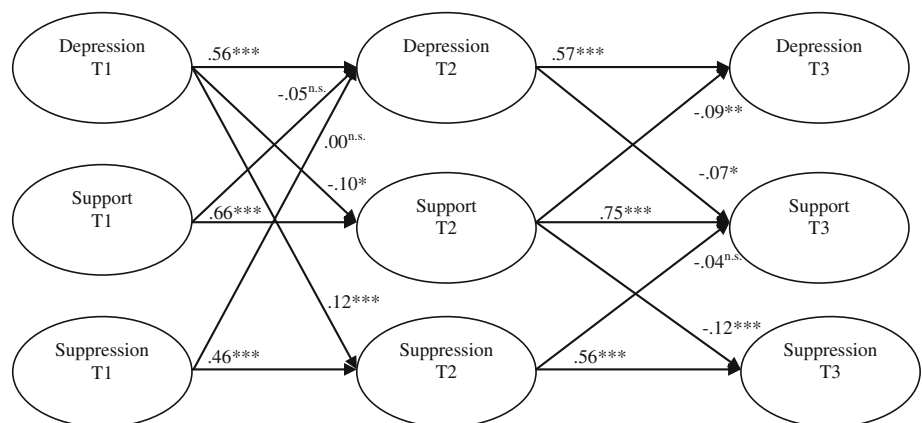 Depression
T1
.56***
Depression
T2
.57***
Depression
T3
-.05n.s.
-.09**
.00n.s.
-.10*
-.07*
Support
T1
.66***
Support
T2
.75***
Support
T3
-.04n.s.
.12***
-.12***
Suppression
T1
.46***
Suppression
T2
.56***
Suppression
T3